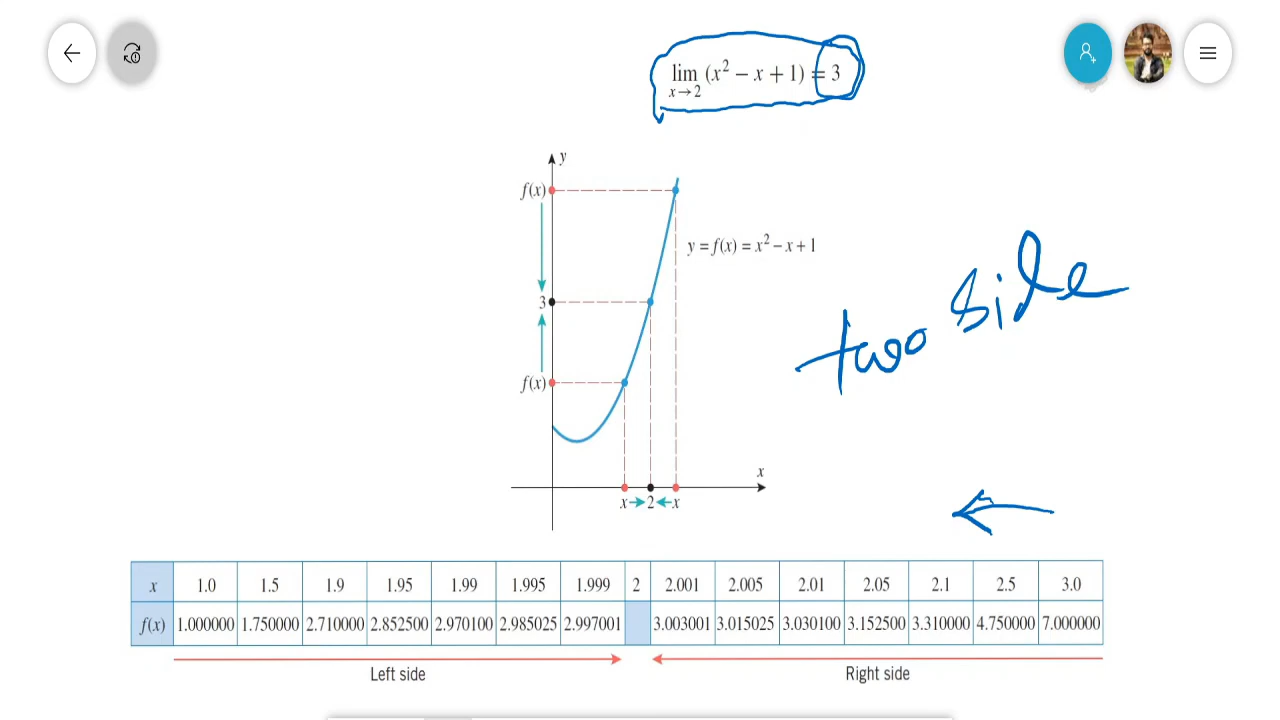 lim (x² − x + 1) = 3
x→2
y
f(x)
y = f(x) = x² − x + 1
two side
3
f(x)
x
x 2 x
x 1.0 1.5 1.9 1.95 1.99 1.995 1.999 2 2.001 2.005 2.01 2.05 2.1 2.5 3.0
f(x) 1.000000 1.750000 2.710000 2.852500 2.970100 2.985025 2.997001 3.003001 3.015025 3.030100 3.152500 3.310000 4.750000 7.000000
Left side Right side